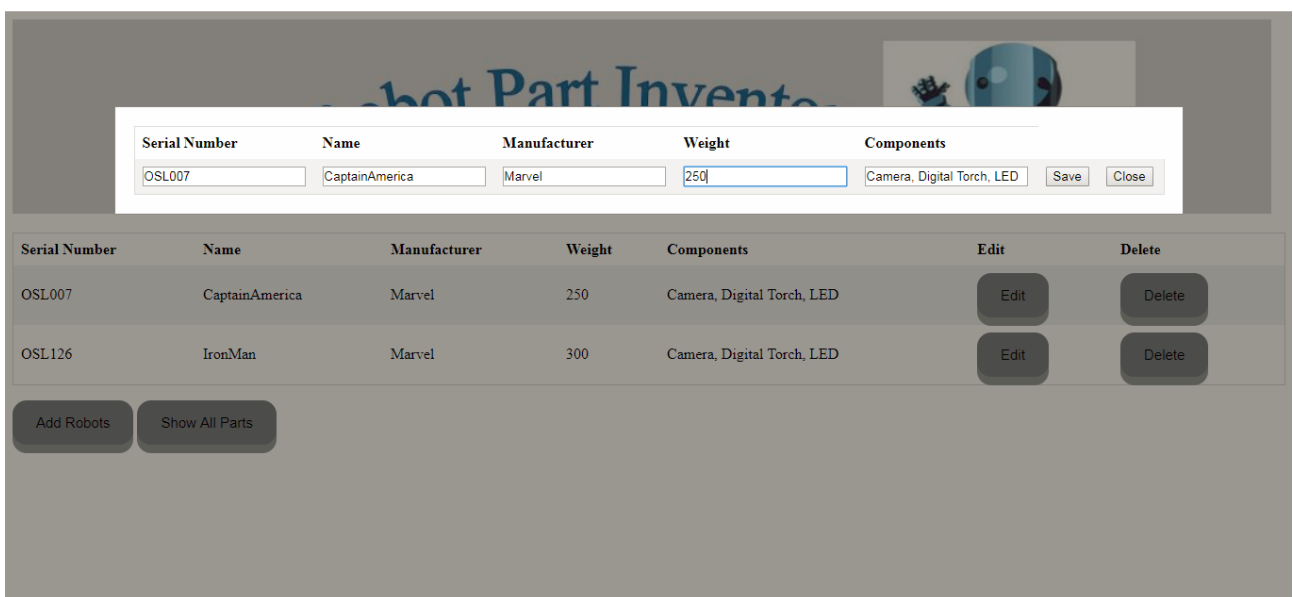 Part
Serial Number Name Manufacturer Weight Components
OSL007 CaptainAmerica Marvel 250 Camera, Digital Torch, LED Save Close
Serial Number Name Manufacturer Weight Components Edit Delete
OSL007 CaptainAmerica Marvel 250 Camera, Digital Torch, LED Edit Delete
OSL126 IronMan Marvel 300 Camera, Digital Torch, LED Edit Delete
Add Robots Show All Parts